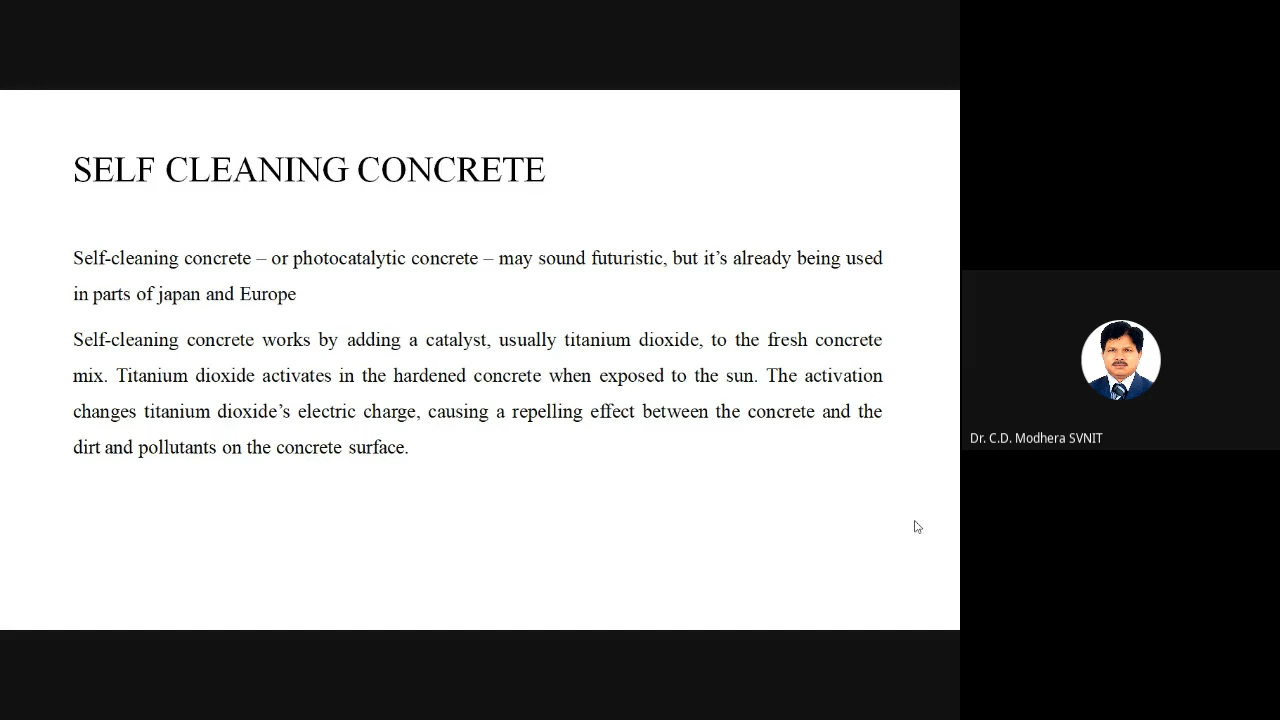 SELF CLEANING CONCRETE
Self-cleaning concrete – or photocatalytic concrete – may sound futuristic, but it’s already being used
in parts of japan and Europe
Self-cleaning concrete works by adding a catalyst, usually titanium dioxide, to the fresh concrete
mix. Titanium dioxide activates in the hardened concrete when exposed to the sun. The activation
changes titanium dioxide’s electric charge, causing a repelling effect between the concrete and the
dirt and pollutants on the concrete surface.
Dr. C.D. Modhera SVNIT